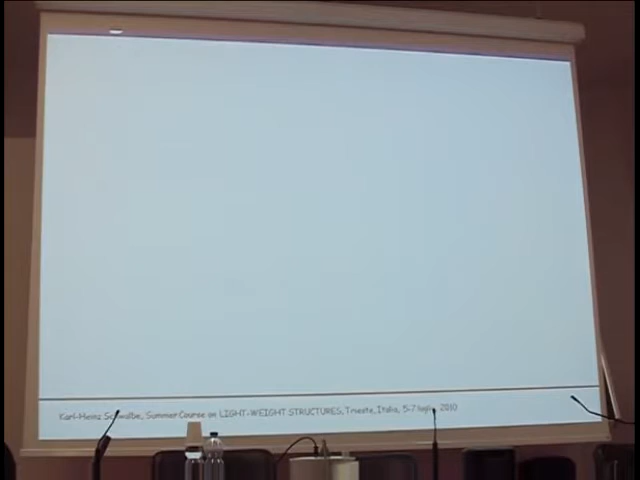 Karl-Heinz Schwalbe, Summer Course on LIGHT-WEIGHT STRUCTURES, Trieste, Italia, 5-7 luglio 2010